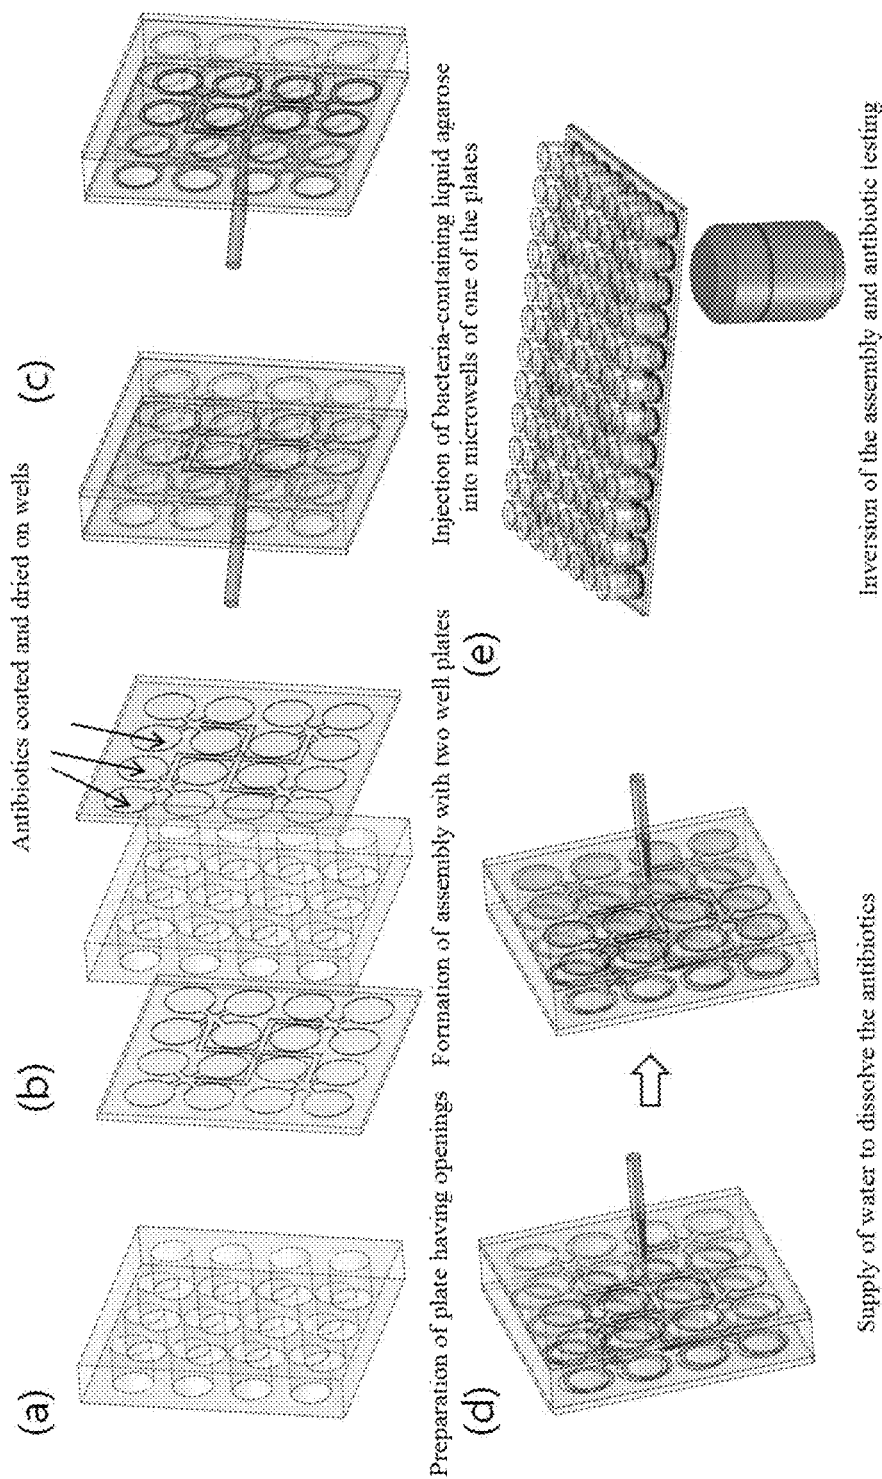 Antibiotics coated and dried on wells
(a)
(b)
(c)
Preparation of plate having openings
Formation of assembly with two well plates
Injection of bacteria-containing liquid agarose
into microwells of one of the plates
(d)
(e)
Supply of water to dissolve the antibiotics
Inversion of the assembly and antibiotic testing